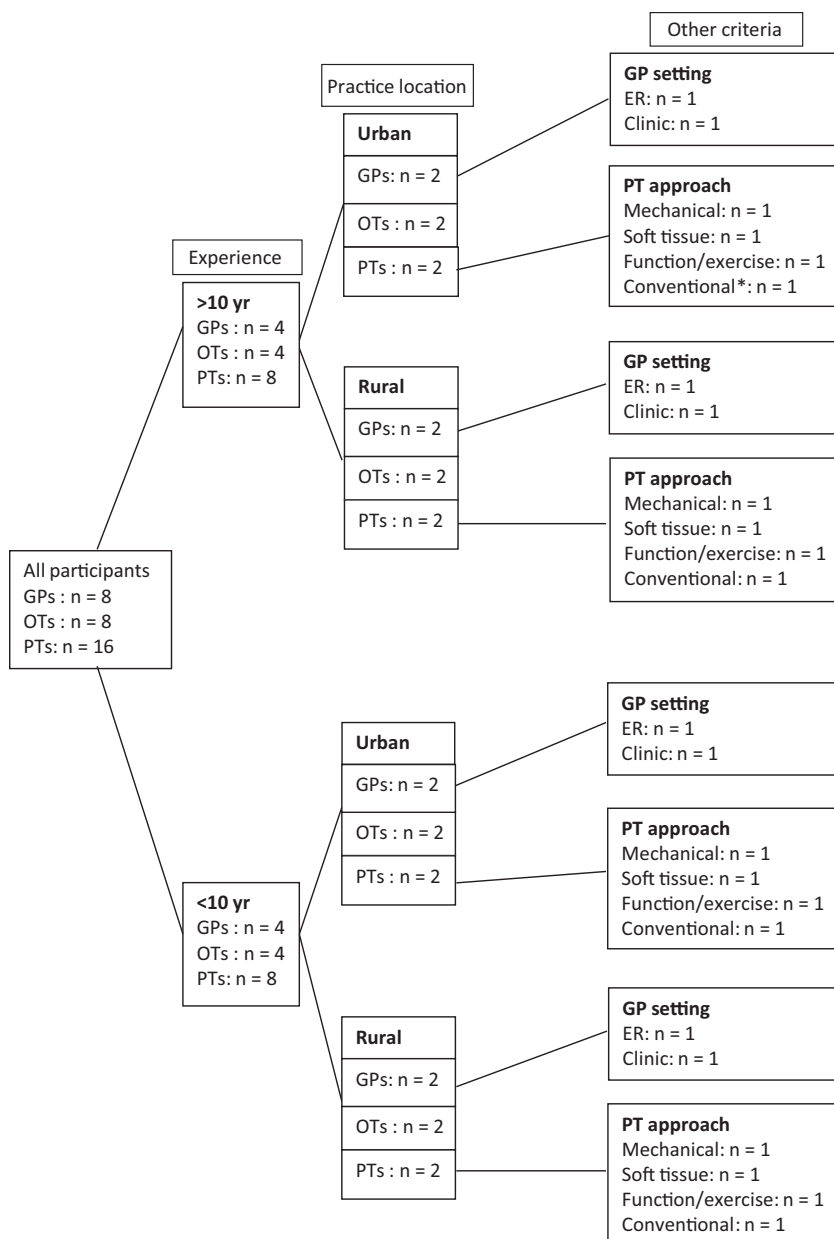 Other criteria
Practice location
Experience
All participants
GPs : n = 8
OTs : n = 8
PTs: n = 16
>10 yr
GPs : n = 4
OTs : n = 4
PTs: n = 8
Urban
GPs: n = 2
OTs : n = 2
PTs: n = 2
GP setting
ER: n = 1
Clinic: n = 1
PT approach
Mechanical: n = 1
Soft tissue: n = 1
Function/exercise: n = 1
Conventional*: n = 1
Rural
GPs: n = 2
OTs : n = 2
PTs: n = 2
GP setting
ER: n = 1
Clinic: n = 1
PT approach
Mechanical: n = 1
Soft tissue: n = 1
Function/exercise: n = 1
Conventional: n = 1
<10 yr
GPs : n = 4
OTs : n = 4
PTs: n = 8
Urban
GPs: n = 2
OTs: n = 2
PTs : n = 2
GP setting
ER: n = 1
Clinic: n = 1
PT approach
Mechanical: n = 1
Soft tissue: n = 1
Function/exercise: n = 1
Conventional: n = 1
Rural
GPs: n = 2
OTs : n = 2
PTs: n = 2
GP setting
ER: n = 1
Clinic: n = 1
PT approach
Mechanical: n = 1
Soft tissue: n = 1
Function/exercise: n = 1
Conventional: n = 1